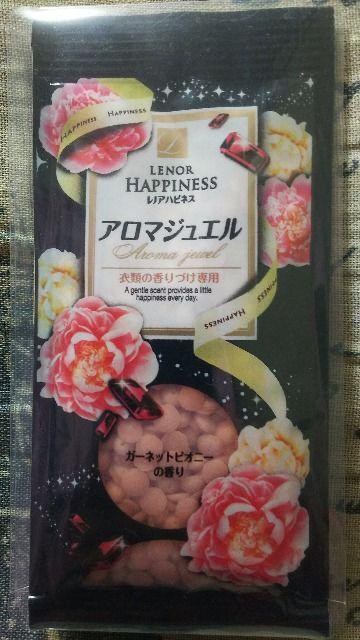 HAPPINESS
HAPPINESS
L
LENOR
HAPPINESS
レノアハピネス
アロマジュエル
Aroma jewel
衣類の香りづけ専用
A gentle scent provides a little
happiness every day.
HAPPINESS
HAPPINESS
ガーネットピオニー
の香り